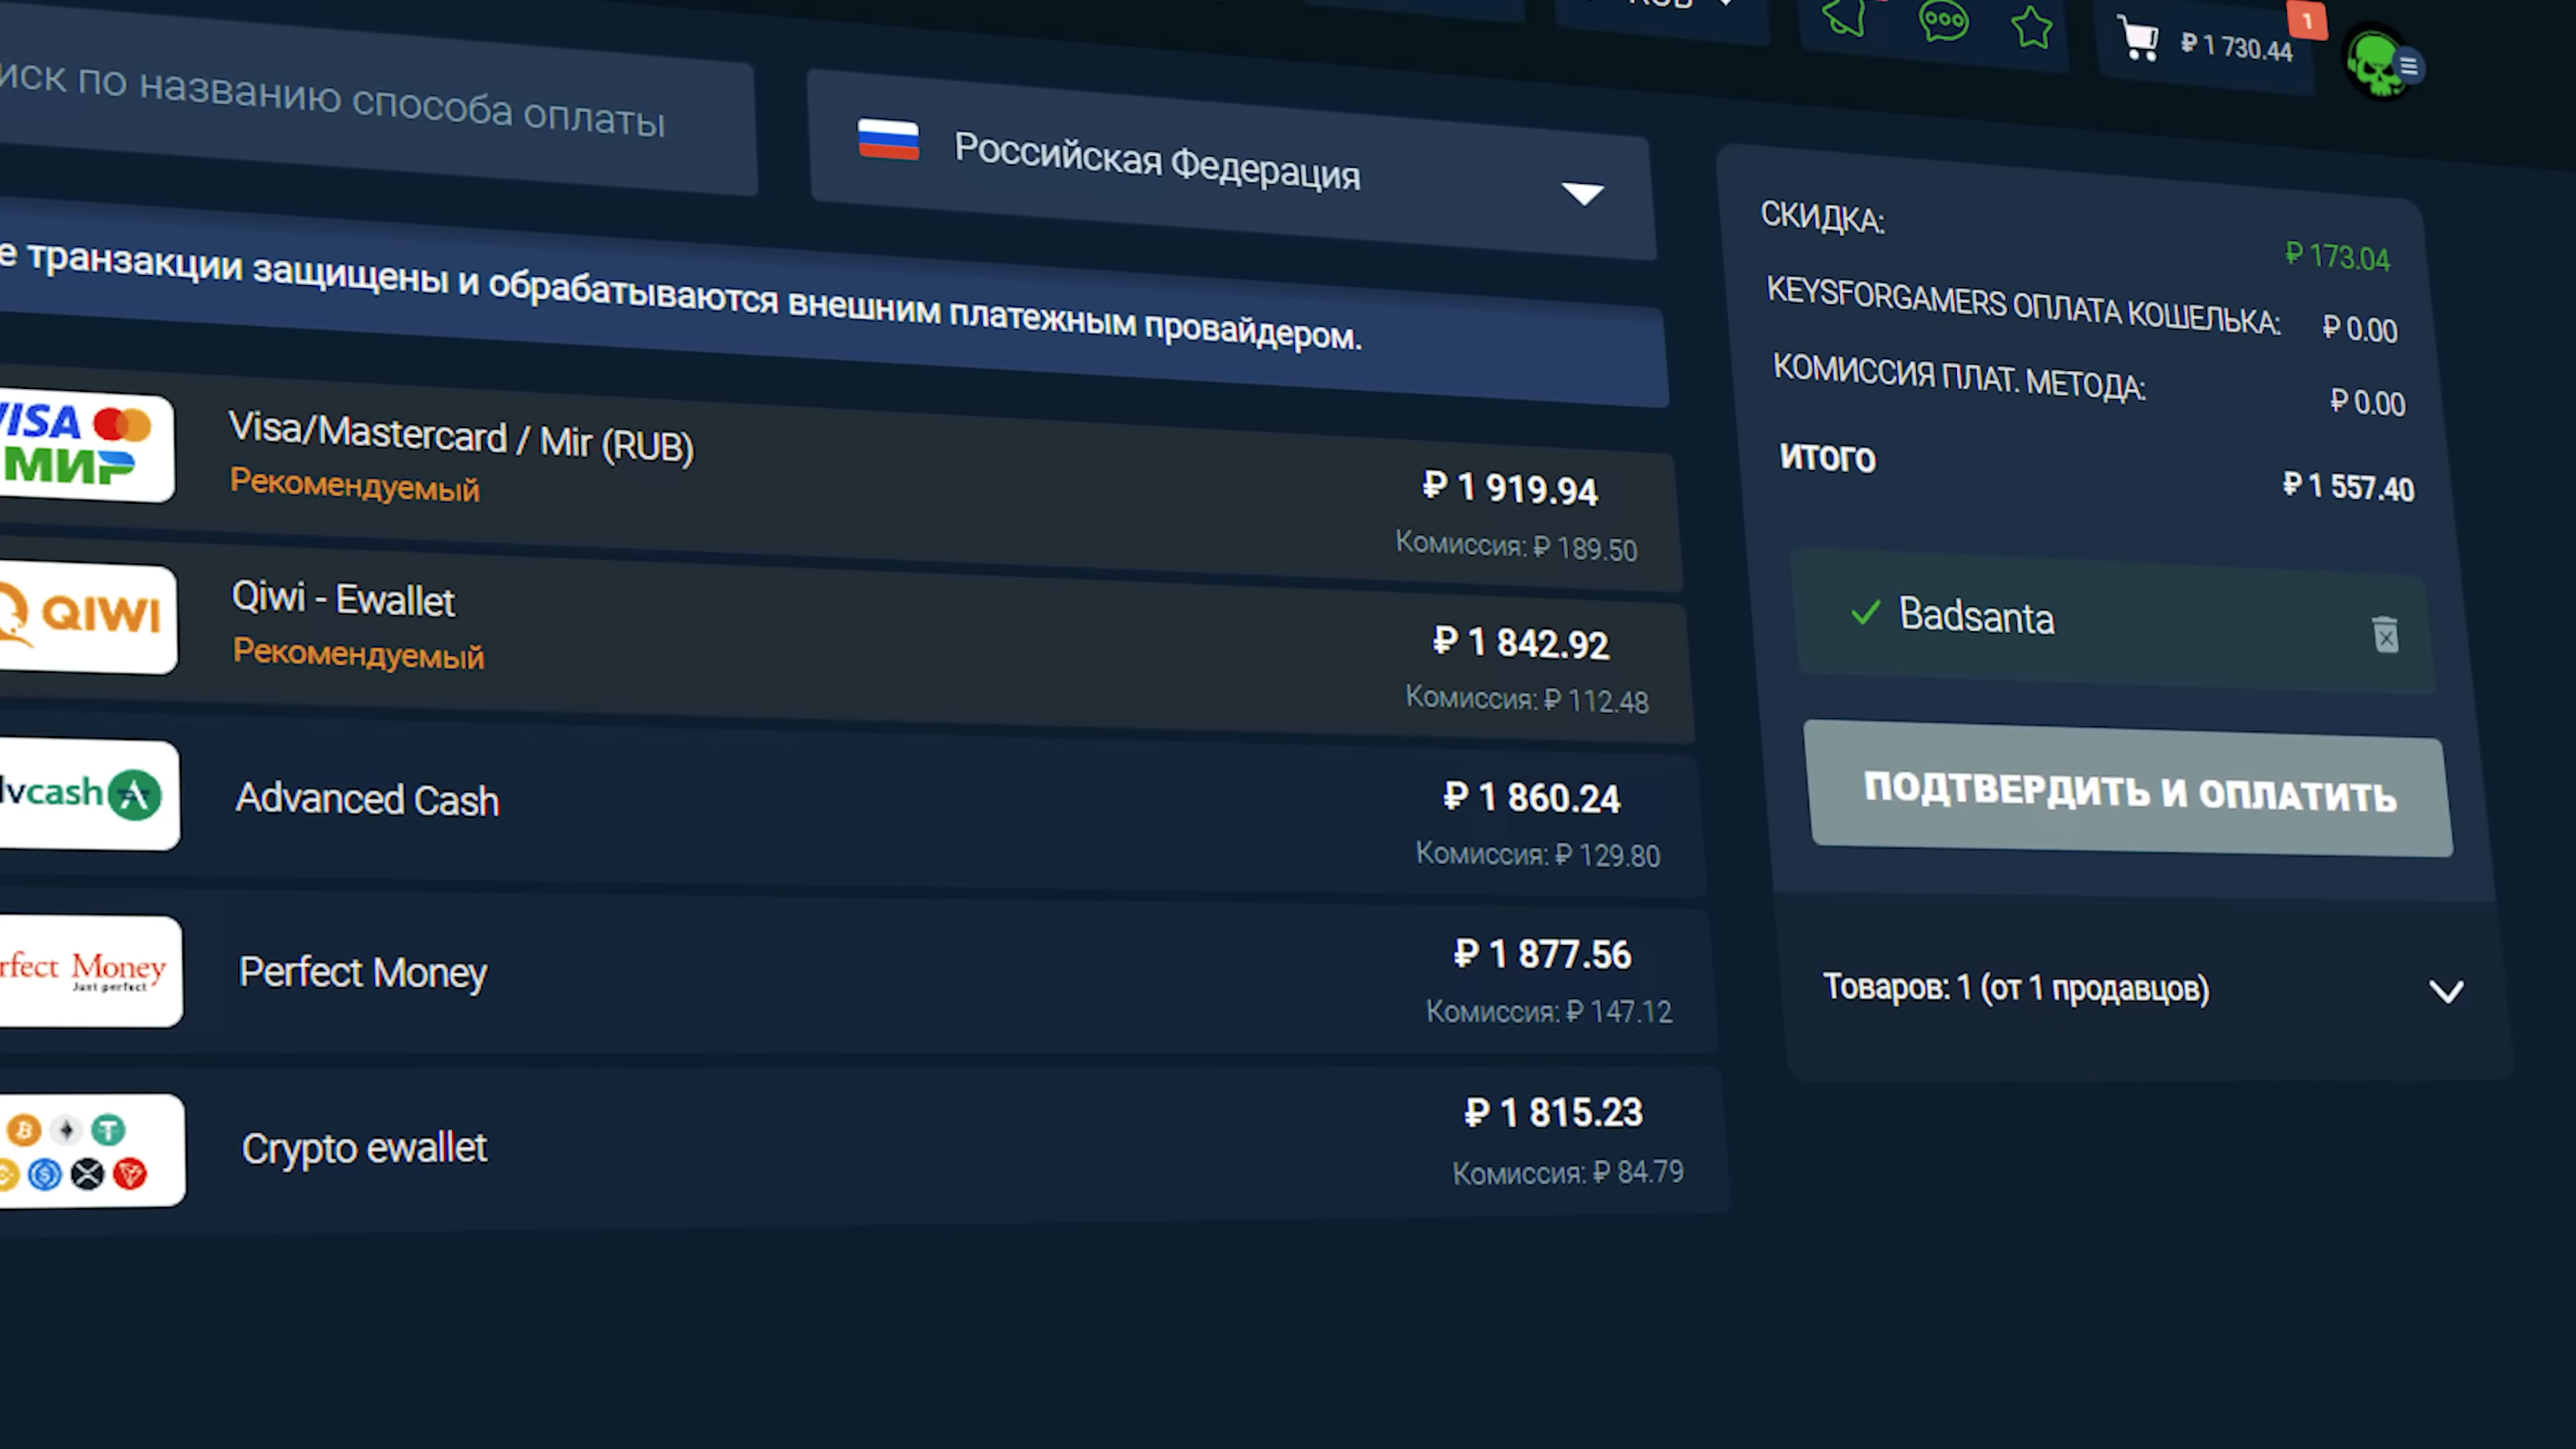 ₽ 1 730.44
1
иск по названию способа оплаты
Российская Федерация
е транзакции защищены и обрабатываются внешним платежным провайдером.
VISA
МИР
Visa/Mastercard / Mir (RUB)
Рекомендуемый
₽ 1 919.94
Комиссия: ₽ 189.50
QIWI
Qiwi - Ewallet
Рекомендуемый
₽ 1 842.92
Комиссия: ₽ 112.48
lvcash
Advanced Cash
₽ 1 860.24
Комиссия: ₽ 129.80
rfect Money
Just perfect
Perfect Money
₽ 1 877.56
Комиссия: ₽ 147.12
Crypto ewallet
₽ 1 815.23
Комиссия: ₽ 84.79
СКИДКА:
₽ 173.04
KEYSFORGAMERS ОПЛАТА КОШЕЛЬКА: ₽ 0.00
КОМИССИЯ ПЛАТ. МЕТОДА: ₽ 0.00
ИТОГО ₽ 1 557.40
Badsanta
ПОДТВЕРДИТЬ И ОПЛАТИТЬ
Товаров: 1 (от 1 продавцов)